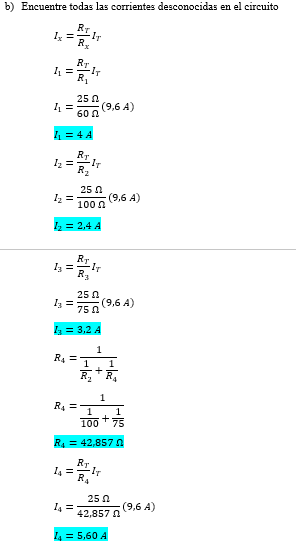 b) Encuentre todas las corrientes desconocidas en el circuito
I_x = R_T / R_x I_T
I_1 = R_T / R_1 I_T
I_1 = 25 Ω / 60 Ω (9,6 A)
I_1 = 4 A
I_2 = R_T / R_2 I_T
I_2 = 25 Ω / 100 Ω (9,6 A)
I_2 = 2,4 A
I_3 = R_T / R_3 I_T
I_3 = 25 Ω / 75 Ω (9,6 A)
I_3 = 3,2 A
R_4 = 1 / (1 / R_2 + 1 / R_4)
R_4 = 1 / (1 / 100 + 1 / 75)
R_4 = 42,857 Ω
I_4 = R_T / R_4 I_T
I_4 = 25 Ω / 42,857 Ω (9,6 A)
I_4 = 5,60 A